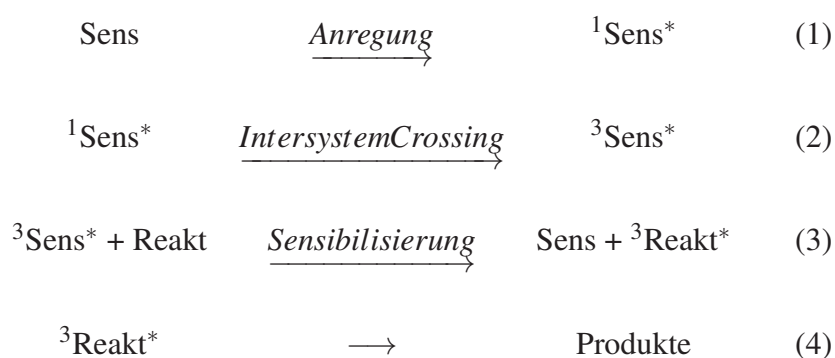 Sens Anregung ¹Sens* (1)
¹Sens* IntersystemCrossing ³Sens* (2)
³Sens* + Reakt Sensibilisierung Sens + ³Reakt* (3)
³Reakt* ⟶ Produkte (4)